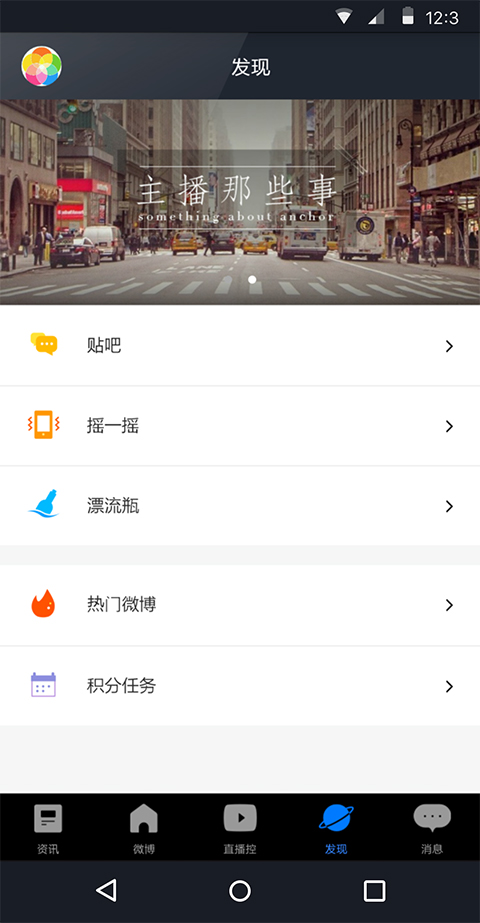 12:3
发现
主播那些事
something about anchor
贴吧
摇一摇
漂流瓶
热门微博
积分任务
资讯
微博
直播控
发现
消息